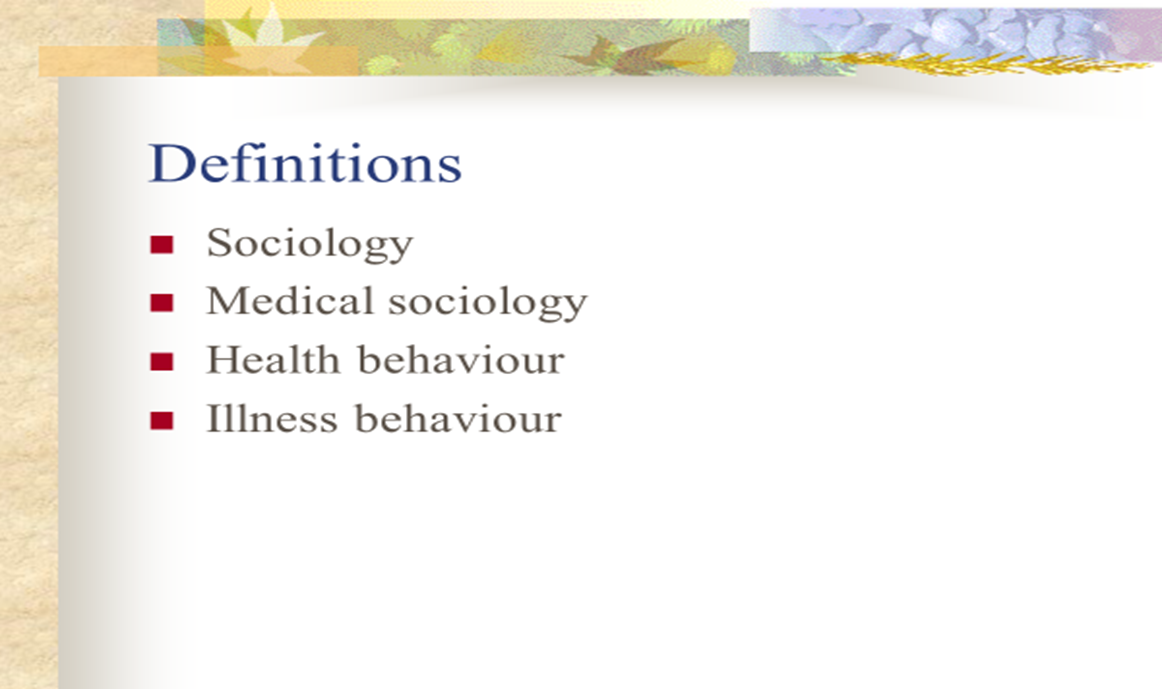 Definitions
Sociology
Medical sociology
Health behaviour
Illness behaviour